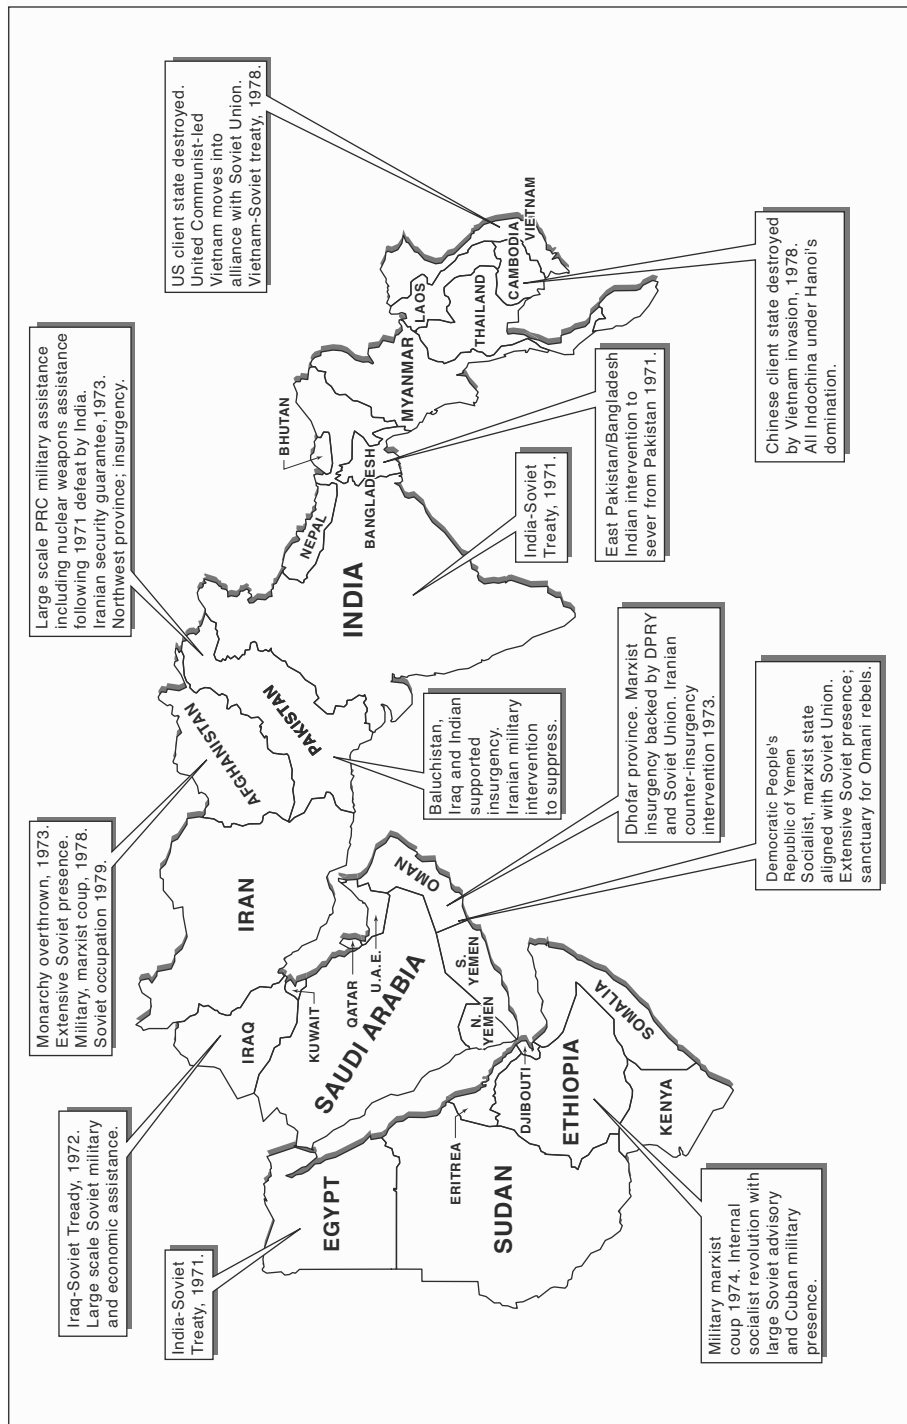 Iraq-Soviet Tready, 1972.
Large scale Soviet military
and economic assistance.
Monarchy overthrown, 1973.
Extensive Soviet presence.
Military, marxist coup, 1978.
Soviet occupation 1979.
Large scale PRC military assistance
including nuclear weapons assistance
following 1971 defeat by India.
Iranian security guarantee,1973.
Northwest province; insurgency.
US client state destroyed.
United Communist-led
Vietnam moves into
alliance with Soviet Union.
Vietnam-Soviet treaty, 1978.
India-Soviet
Treaty, 1971.
EGYPT
SUDAN
ERITREA
DJIBOUTI
ETHIOPIA
KENYA
SOMALIA
IRAQ
KUWAIT
QATAR
U.A.E.
SAUDI ARABIA
N.
YEMEN
S.
YEMEN
OMAN
IRAN
AFGHANISTAN
PAKISTAN
INDIA
NEPAL
BHUTAN
BANGLADESH
MYANMAR
LAOS
THAILAND
CAMBODIA
VIETNAM
Military marxist
coup 1974. Internal
socialist revolution with
large Soviet advisory
and Cuban military
presence.
Baluchistan,
Iraq and Indian
supported
insurgency.
Iranian military
intervention
to suppress.
Dhofar province. Marxist
insurgency backed by DPRY
and Soviet Union. Iranian
counter-insurgency
intervention 1973.
Democratic People's
Republic of Yemen
Socialist, marxist state
aligned with Soviet Union.
Extensive Soviet presence;
sanctuary for Omani rebels.
India-Soviet
Treaty, 1971.
East Pakistan/Bangladesh
Indian intervention to
sever from Pakistan 1971.
Chinese client state destroyed
by Vietnam invasion, 1978.
All Indochina under Hanoi's
domination.